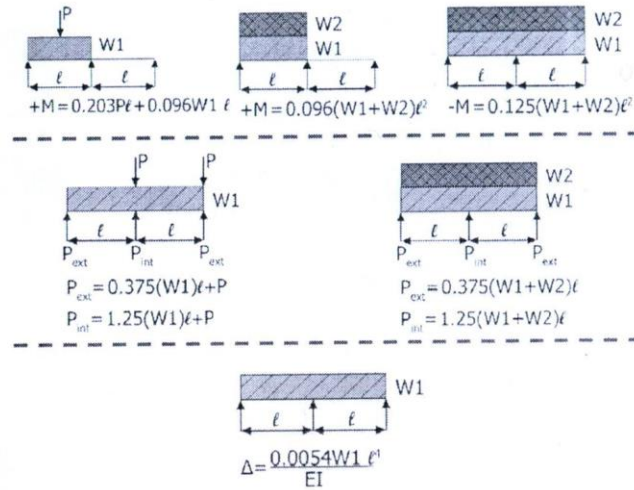 P
W1
ℓ ℓ
+M=0.203Pℓ+0.096W1 ℓ
W2
W1
ℓ ℓ
+M=0.096(W1+W2)ℓ²
W2
W1
ℓ ℓ
-M=0.125(W1+W2)ℓ²
P P
W1
ℓ ℓ
Pext Pint Pext
Pext=0.375(W1)ℓ+P
Pint=1.25(W1)ℓ+P
W2
W1
ℓ ℓ
Pext Pint Pext
Pext=0.375(W1+W2)ℓ
Pint=1.25(W1+W2)ℓ
W1
ℓ ℓ
Δ=0.0054W1 ℓ⁴
EI